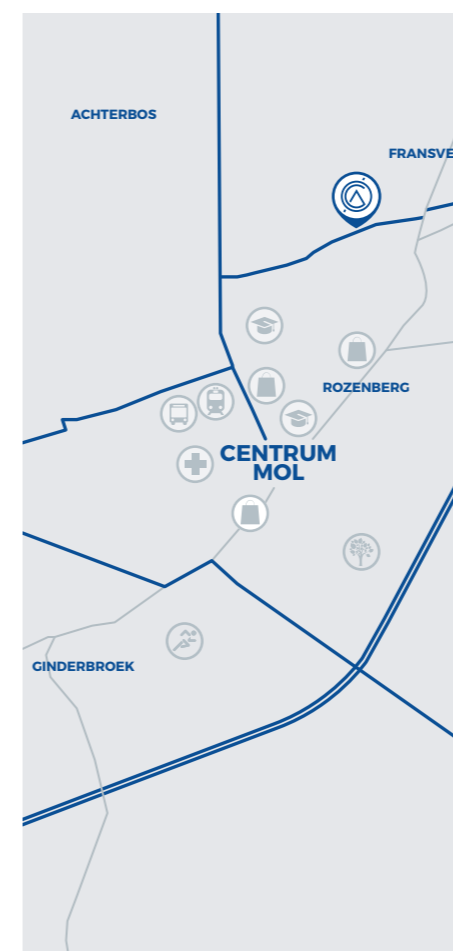 ACHTERBOS
FRANSVE
ROZENBERG
CENTRUM
MOL
GINDERBROEK